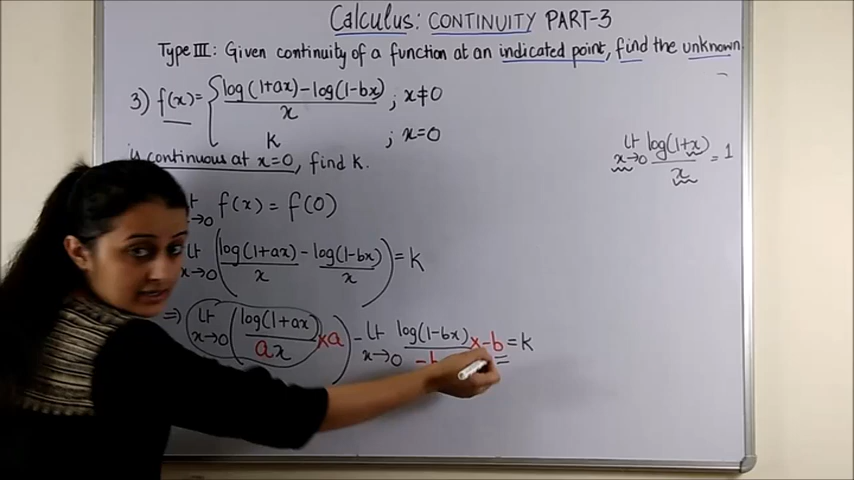 Calculus: CONTINUITY PART-3
Type III: Given continuity of a function at an indicated point, find the unknown.
3) f(x) = { log(1+ax) - log(1-bx) / x ; x≠0
k ; x=0
is continuous at x=0, find k.
lt x→0 log(1+x) / x = 1
lt x→0 f(x) = f(0)
lt x→0 ( log(1+ax) / x - log(1-bx) / x ) = k
⇒ lt x→0 ( log(1+ax) / ax × a ) - lt x→0 log(1-bx) / -b × -b = k